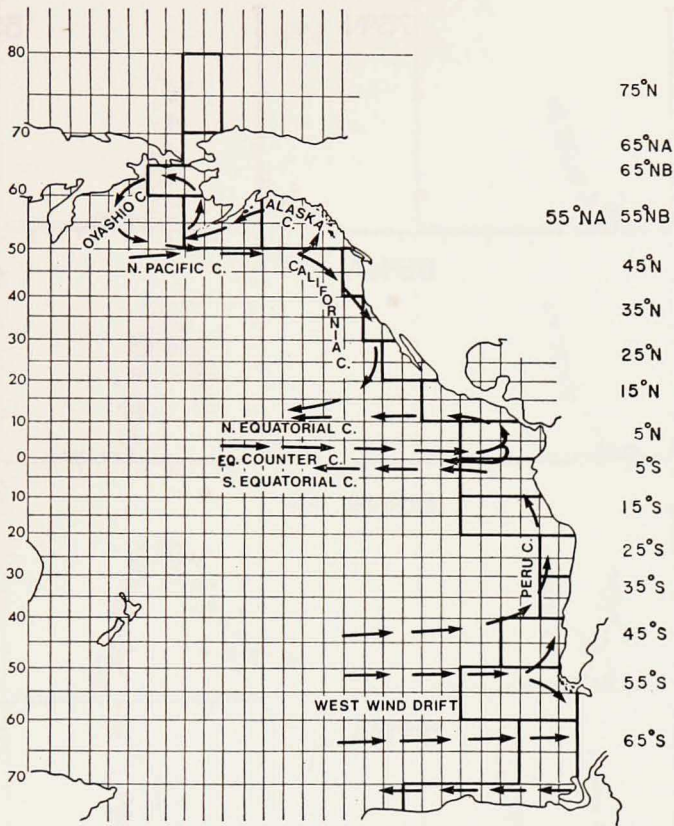 80
75°N
70
65°NA
65°NB
60
OYASHIO C.
ALASKA C.
55°NA 55°NB
50
N. PACIFIC C.
CALIFORNIA C.
45°N
40
35°N
30
25°N
20
15°N
10
N. EQUATORIAL C.
5°N
0
EQ. COUNTER C.
5°S
S. EQUATORIAL C.
10
15°S
20
PERU C.
25°S
30
35°S
40
45°S
50
55°S
WEST WIND DRIFT
60
65°S
70